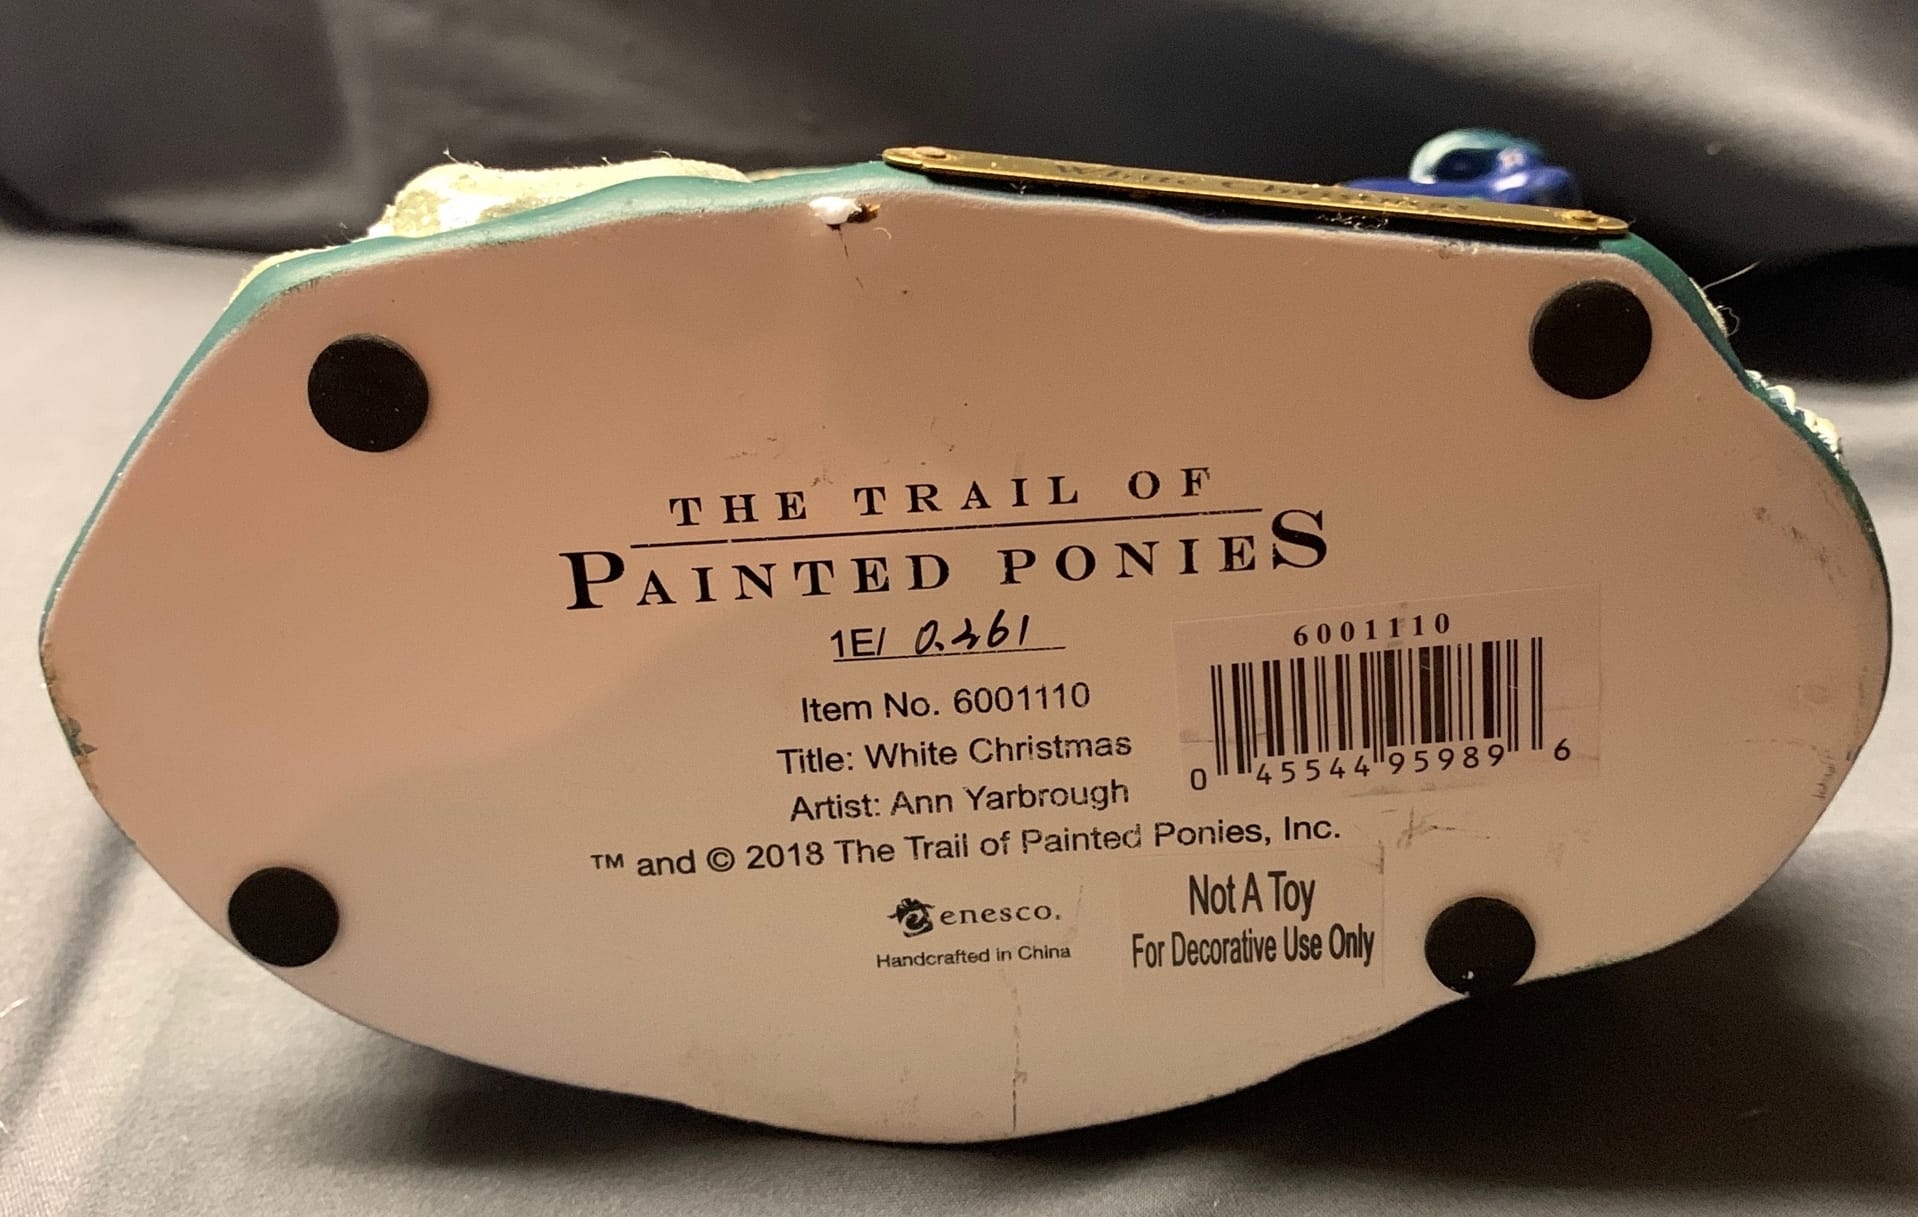 White Christmas
THE TRAIL OF
PAINTED PONIES
1E/ 0.361
Item No. 6001110
Title: White Christmas
Artist: Ann Yarbrough
™ and © 2018 The Trail of Painted Ponies, Inc.
enesco.
Handcrafted in China
6001110
0 45544 95989 6
Not A Toy
For Decorative Use Only